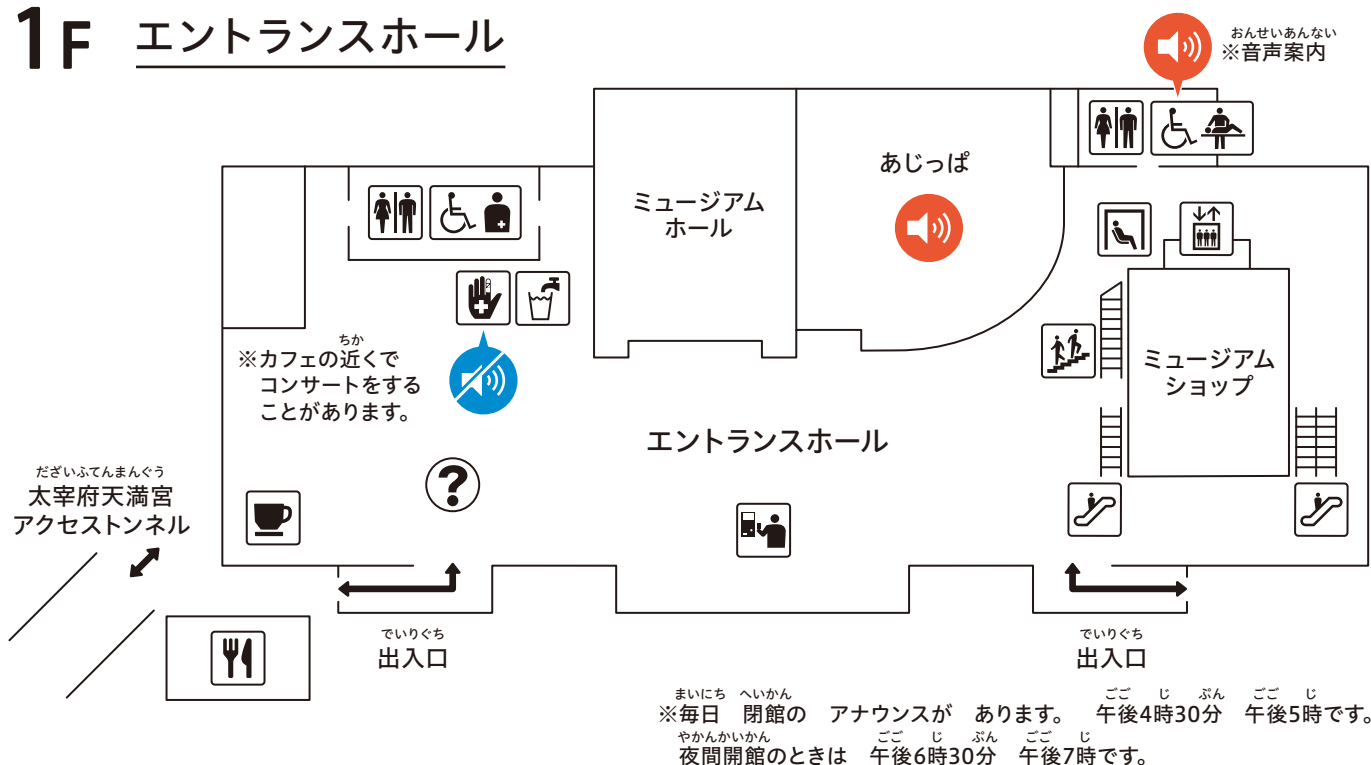 1F エントランスホール
おんせいあんない
※音声案内
あじっぱ
ミュージアム
ホール
ちか
※カフェの近くで
コンサートをする
ことがあります。
ミュージアム
ショップ
エントランスホール
?
だざいふてんまんぐう
太宰府天満宮
アクセストンネル
でいりぐち
出入口
でいりぐち
出入口
まいにち へいかん ごご じ ぷん ごご じ
※毎日 閉館の アナウンスが あります。 午後4時30分 午後5時です。
やかんかいかん ごご じ ぷん ごご じ
夜間開館のときは 午後6時30分 午後7時です。